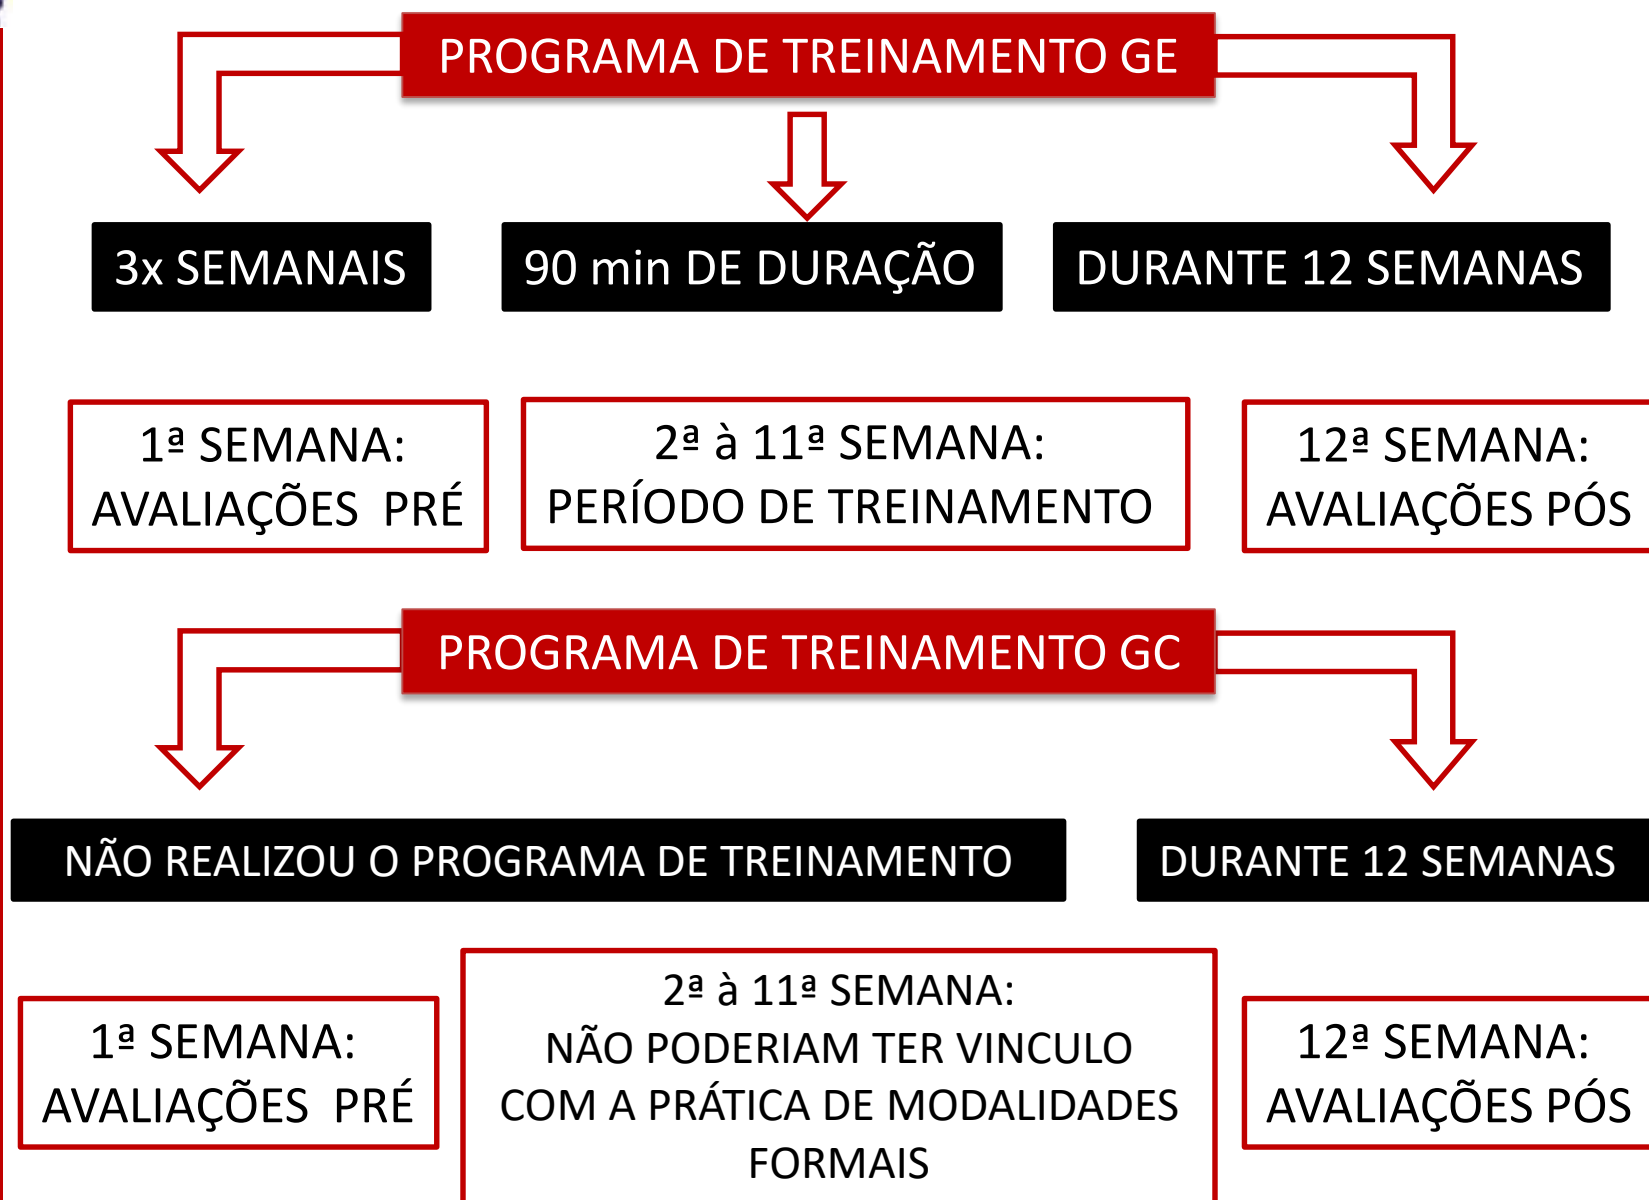 PROGRAMA DE TREINAMENTO GE
3x SEMANAIS
90 min DE DURAÇÃO
DURANTE 12 SEMANAS
1ª SEMANA:
AVALIAÇÕES PRÉ
2ª à 11ª SEMANA:
PERÍODO DE TREINAMENTO
12ª SEMANA:
AVALIAÇÕES PÓS
PROGRAMA DE TREINAMENTO GC
NÃO REALIZOU O PROGRAMA DE TREINAMENTO
DURANTE 12 SEMANAS
1ª SEMANA:
AVALIAÇÕES PRÉ
2ª à 11ª SEMANA:
NÃO PODERIAM TER VINCULO
COM A PRÁTICA DE MODALIDADES
FORMAIS
12ª SEMANA:
AVALIAÇÕES PÓS